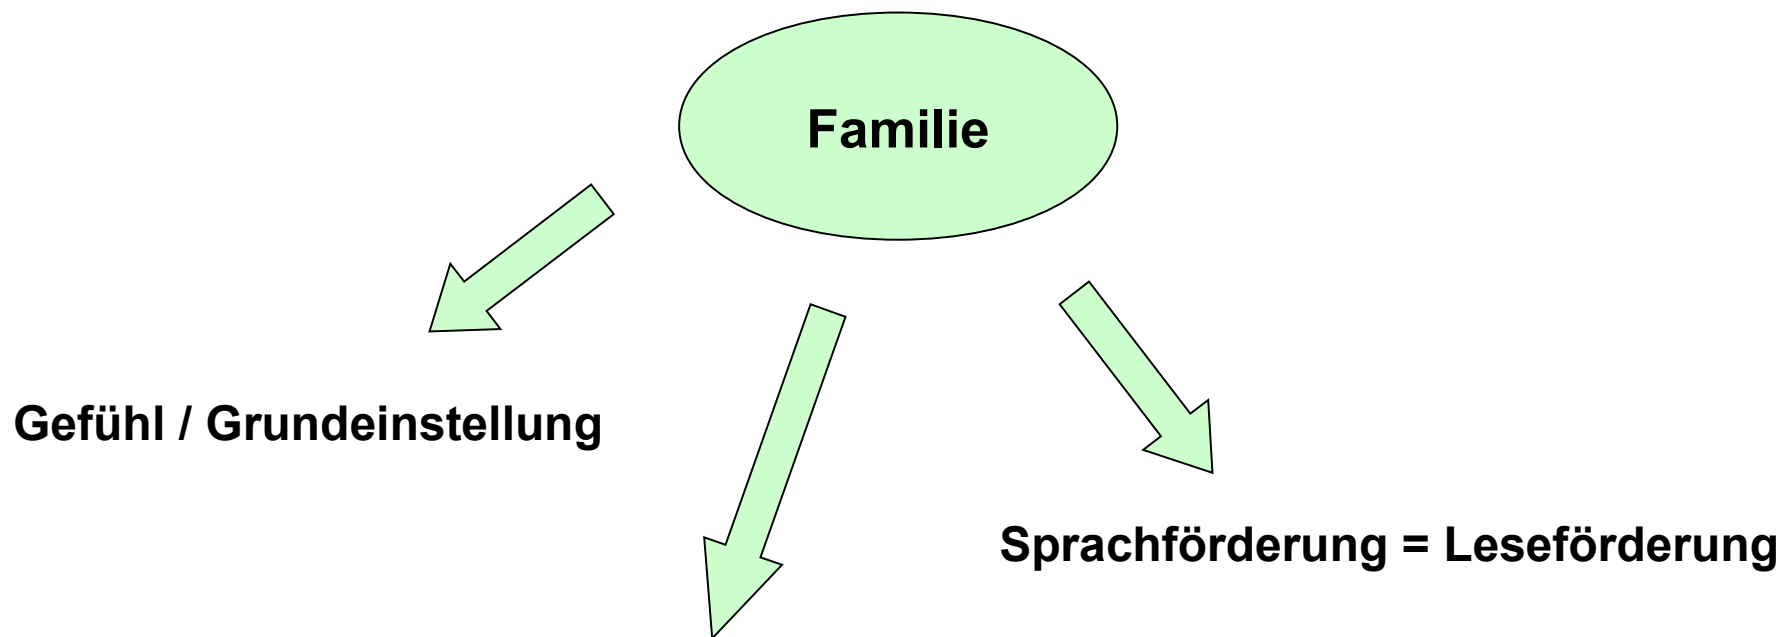 Familie
Gefühl / Grundeinstellung
Sprachförderung = Leseförderung